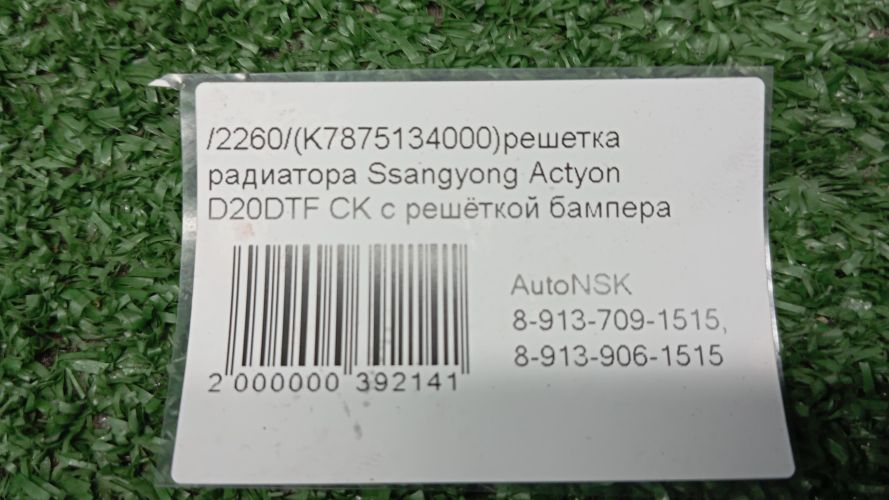 /2260/(K7875134000)решетка
радиатора Ssangyong Actyon
D20DTF CK с решёткой бампера
AutoNSK
8-913-709-1515,
8-913-906-1515
2 000000 392141